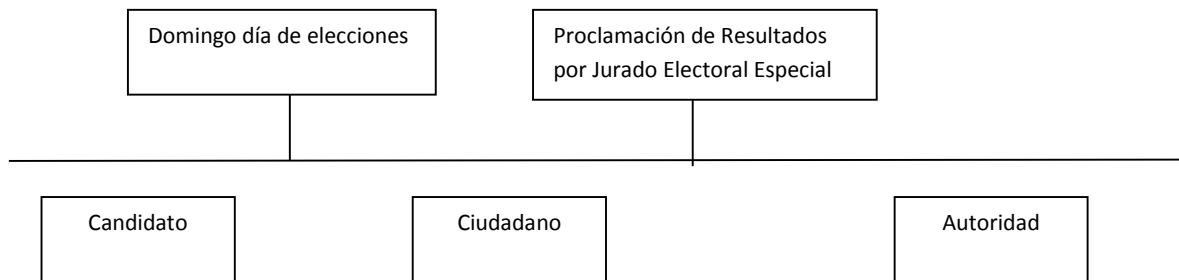 Domingo día de elecciones
Proclamación de Resultados
por Jurado Electoral Especial
Candidato
Ciudadano
Autoridad